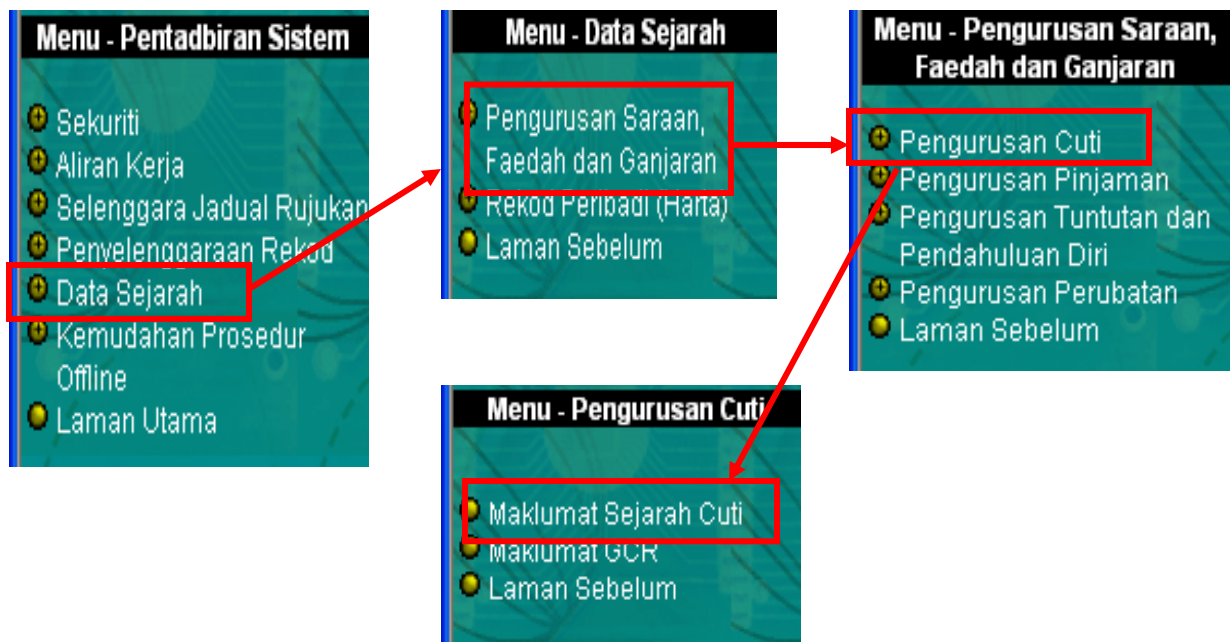 Menu - Pentadbiran Sistem
Sekuriti
Aliran Kerja
Selenggara Jadual Rujukan
Penyelenggaraan Rekod
Data Sejarah
Kemudahan Prosedur
Offline
Laman Utama
Menu - Data Sejarah
Pengurusan Saraan,
Faedah dan Ganjaran
Rekod Peribadi (Harta)
Laman Sebelum
Menu - Pengurusan Saraan,
Faedah dan Ganjaran
Pengurusan Cuti
Pengurusan Pinjaman
Pengurusan Tuntutan dan
Pendahuluan Diri
Pengurusan Perubatan
Laman Sebelum
Menu - Pengurusan Cuti
Maklumat Sejarah Cuti
Maklumat GCR
Laman Sebelum